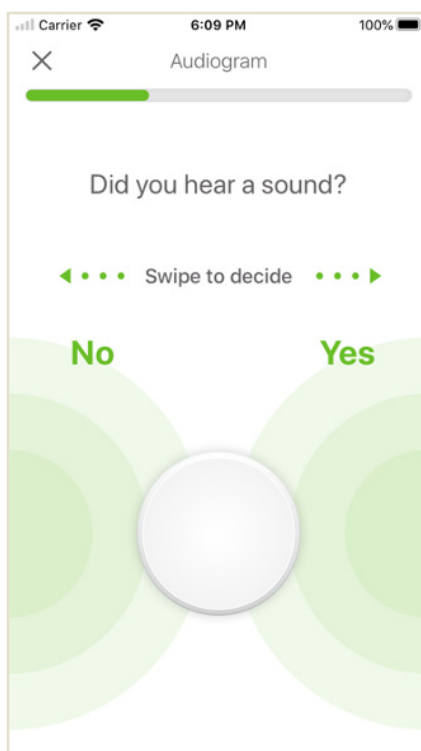 Carrier 6:09 PM 100%
Audiogram
Did you hear a sound?
Swipe to decide
No Yes